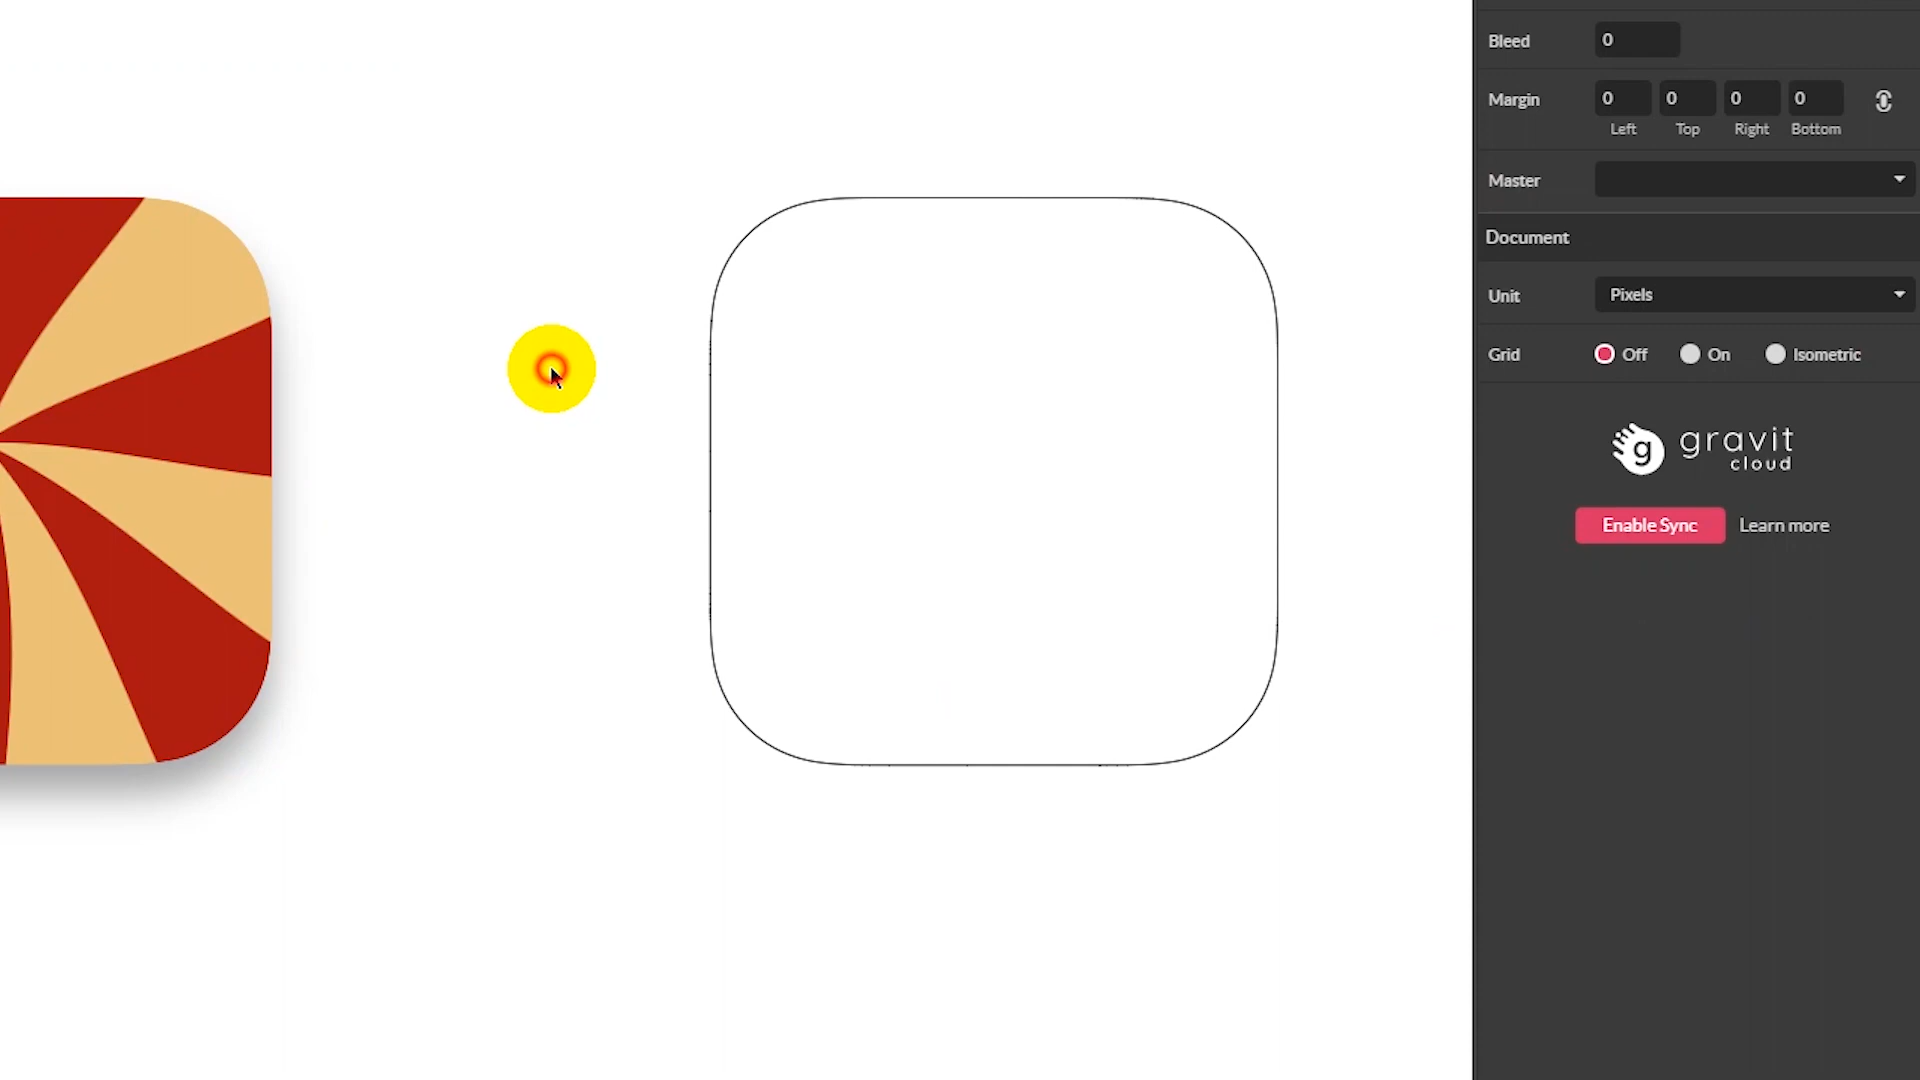 Bleed 0
Margin 0 0 0 0
Left Top Right Bottom
Master
Document
Unit Pixels
Grid Off On Isometric
g gravit
cloud
Enable Sync Learn more